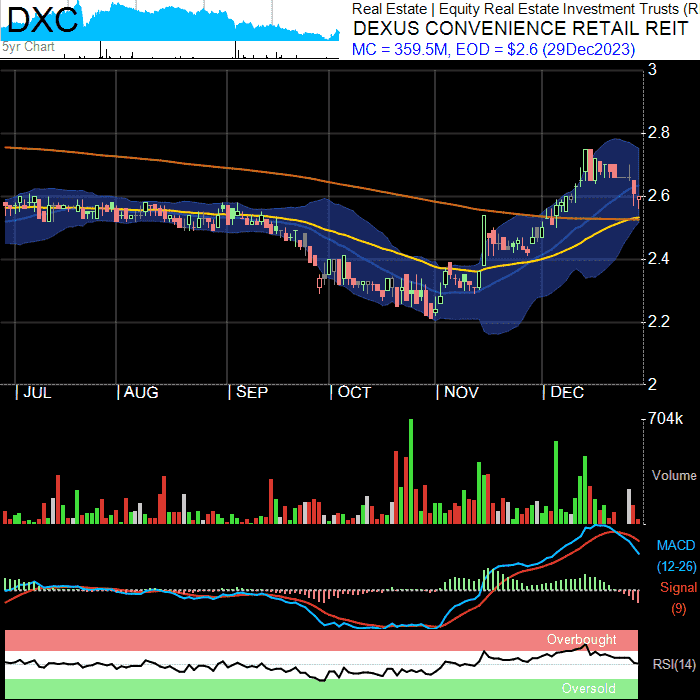 DXC
5yr Chart
Real Estate | Equity Real Estate Investment Trusts (R
DEXUS CONVENIENCE RETAIL REIT
MC = 359.5M, EOD = $2.6 (29Dec2023)
3
2.8
2.6
2.4
2.2
2
JUL AUG SEP OCT NOV DEC
704k
Volume
MACD
(12-26)
Signal
(9)
Overbought
RSI(14)
Oversold